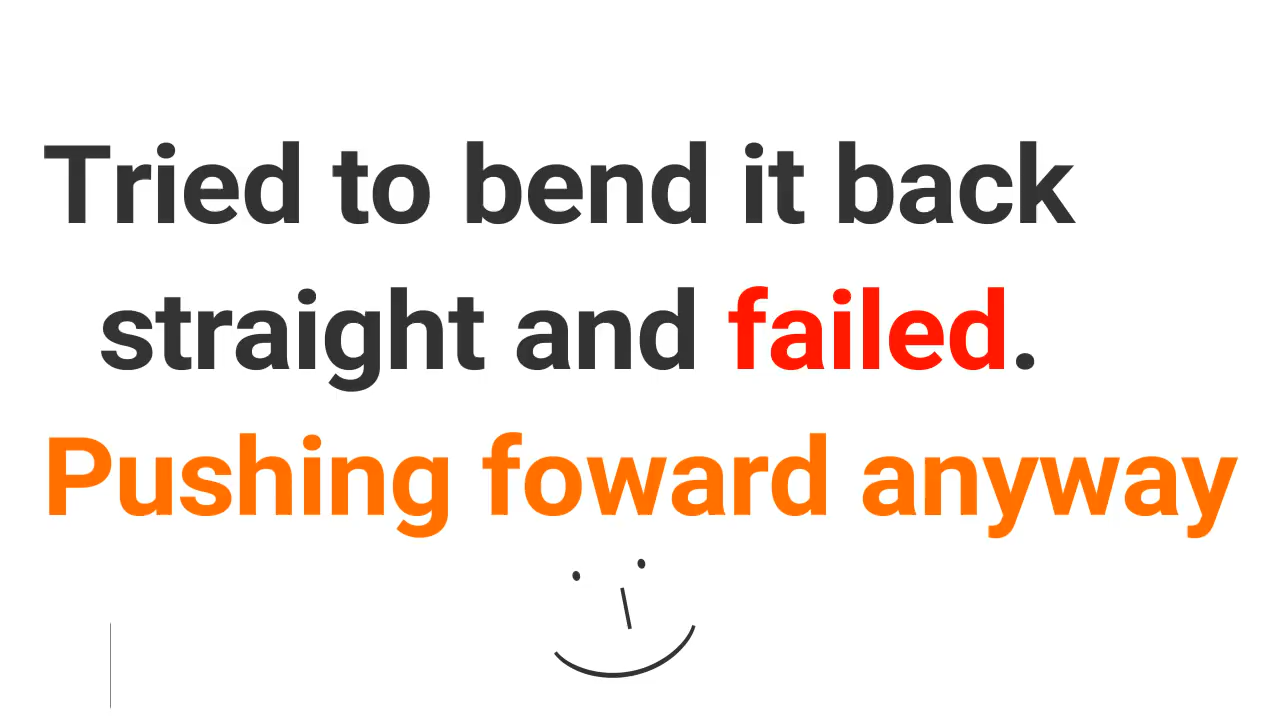 Tried to bend it back
straight and failed.
Pushing foward anyway